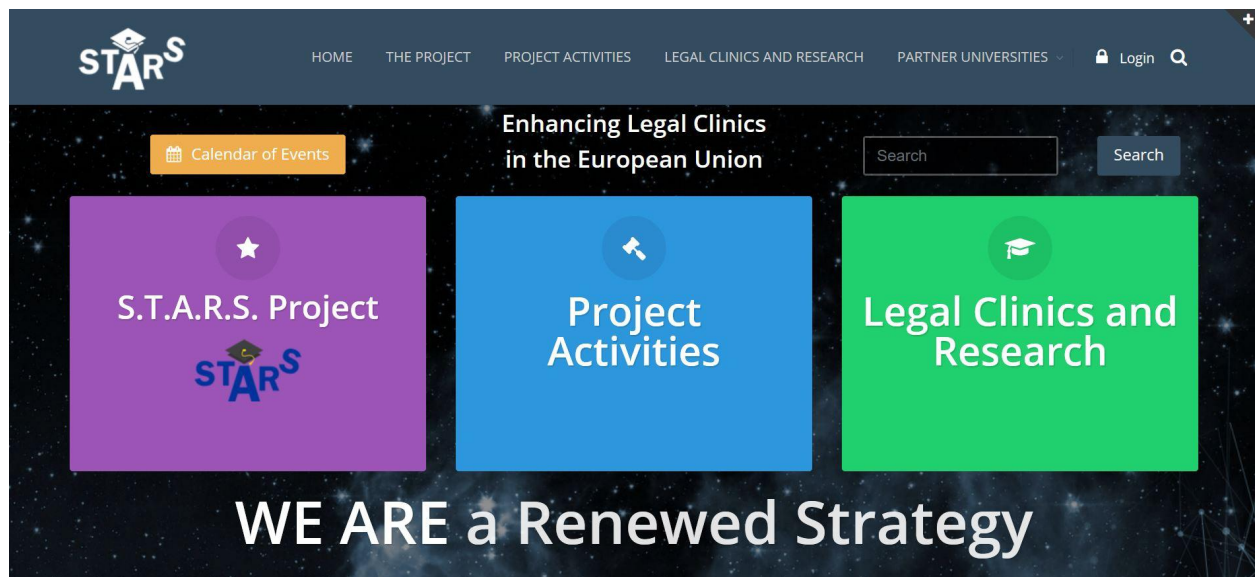 STARS
HOME THE PROJECT PROJECT ACTIVITIES LEGAL CLINICS AND RESEARCH PARTNER UNIVERSITIES Login
Calendar of Events
Enhancing Legal Clinics
in the European Union
Search
Search
S.T.A.R.S. Project
STARS
Project
Activities
Legal Clinics and
Research
WE ARE a Renewed Strategy